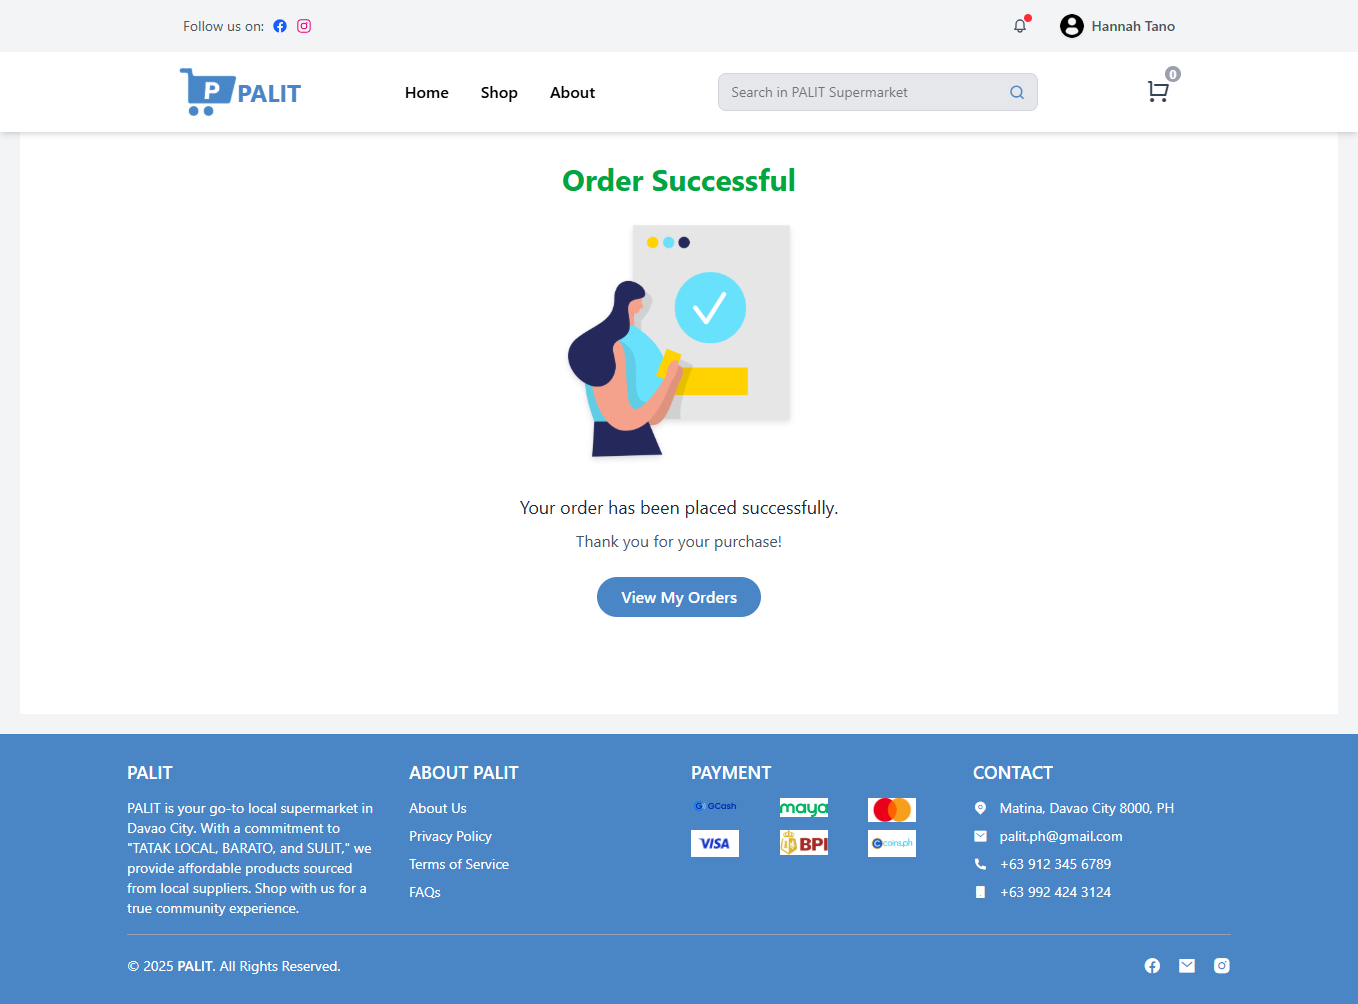 Follow us on:
Hannah Tano
P PALIT
Home Shop About
Search in PALIT Supermarket
0
Order Successful
Your order has been placed successfully.
Thank you for your purchase!
View My Orders
PALIT
PALIT is your go-to local supermarket in
Davao City. With a commitment to
"TATAK LOCAL, BARATO, and SULIT," we
provide affordable products sourced
from local suppliers. Shop with us for a
true community experience.
ABOUT PALIT
About Us
Privacy Policy
Terms of Service
FAQs
PAYMENT
GCash maya
VISA BPI coins.ph
CONTACT
Matina, Davao City 8000, PH
palit.ph@gmail.com
+63 912 345 6789
+63 992 424 3124
© 2025 PALIT. All Rights Reserved.